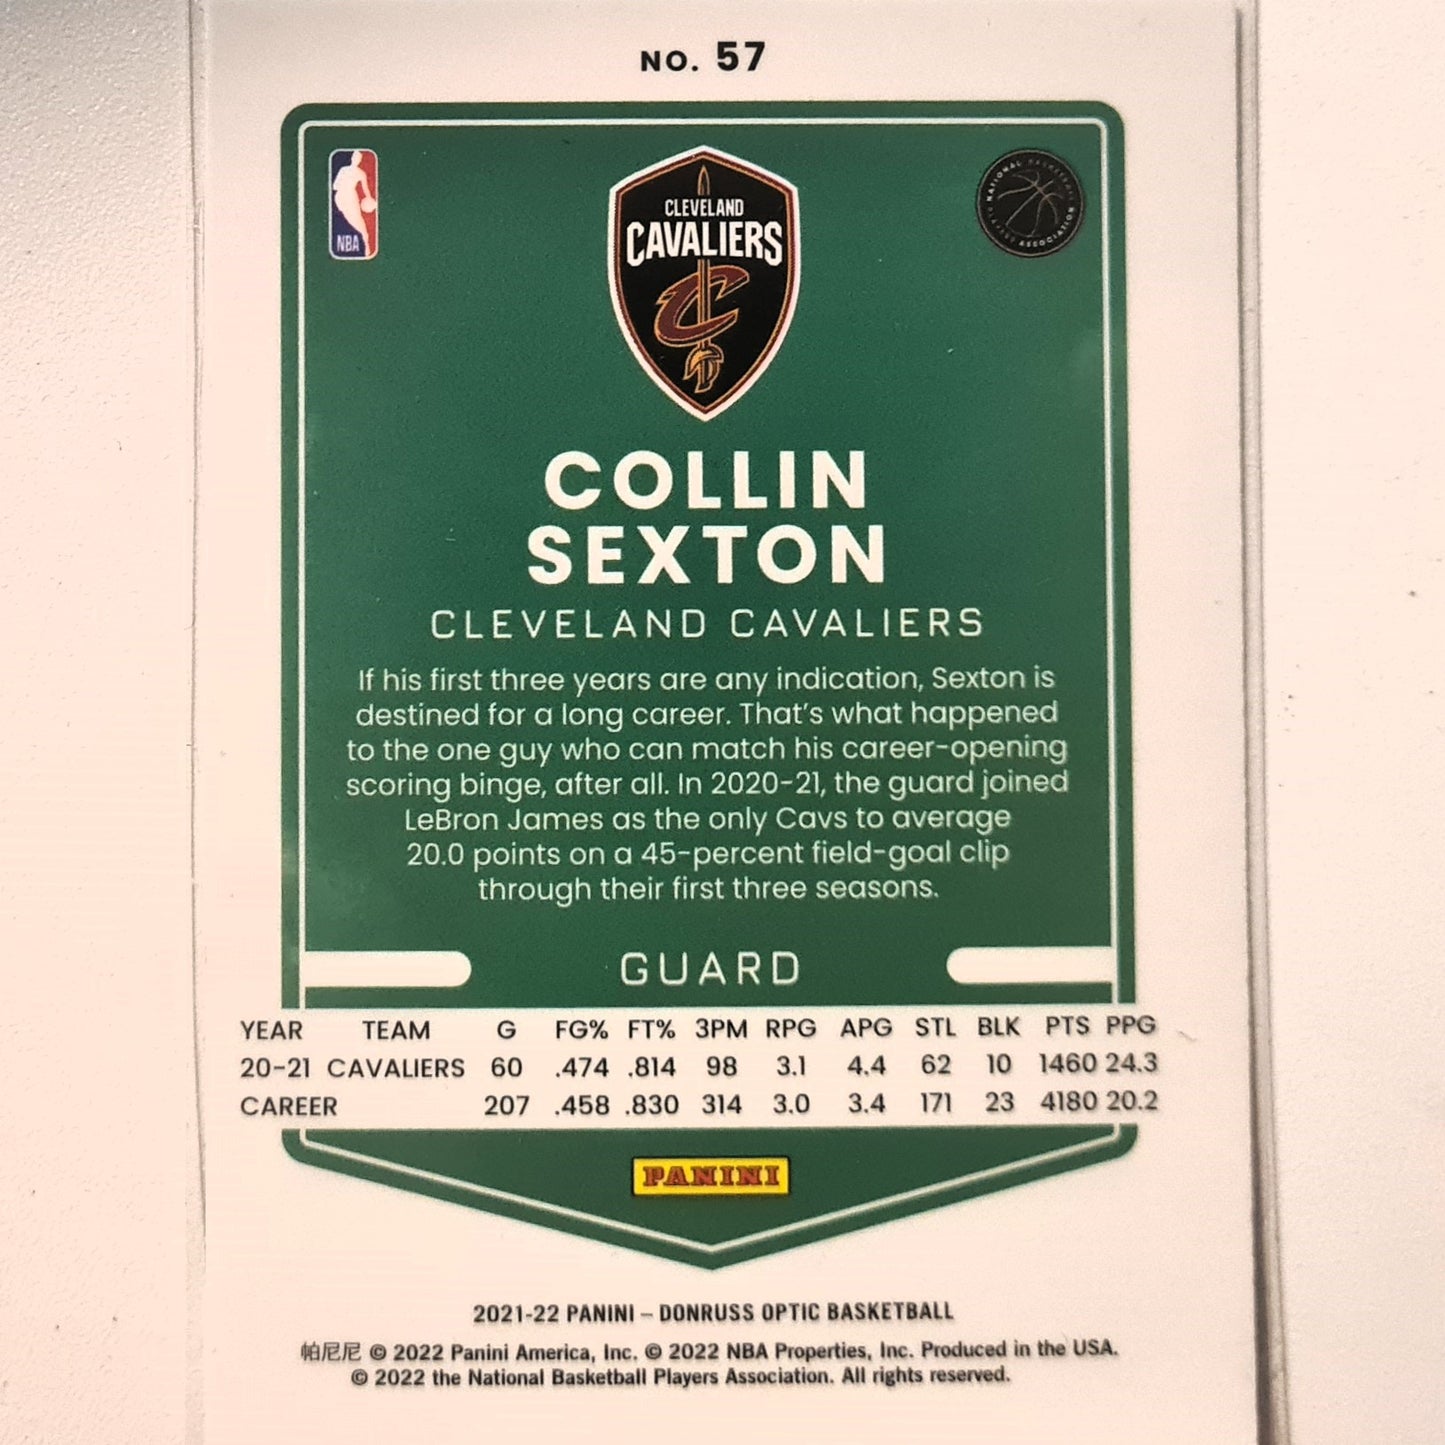 NO. 57
NBA
CLEVELAND
CAVALIERS
NATIONAL BASKETBALL
PLAYERS ASSOCIATION
COLLIN
SEXTON
CLEVELAND CAVALIERS
If his first three years are any indication, Sexton is
destined for a long career. That's what happened
to the one guy who can match his career-opening
scoring binge, after all. In 2020-21, the guard joined
LeBron James as the only Cavs to average
20.0 points on a 45-percent field-goal clip
through their first three seasons.
GUARD
YEAR TEAM G FG% FT% 3PM RPG APG STL BLK PTS PPG
20-21 CAVALIERS 60 .474 .814 98 3.1 4.4 62 10 1460 24.3
CAREER 207 .458 .830 314 3.0 3.4 171 23 4180 20.2
PANINI
2021-22 PANINI – DONRUSS OPTIC BASKETBALL
帕尼尼 © 2022 Panini America, Inc. © 2022 NBA Properties, Inc. Produced in the USA.
© 2022 the National Basketball Players Association. All rights reserved.